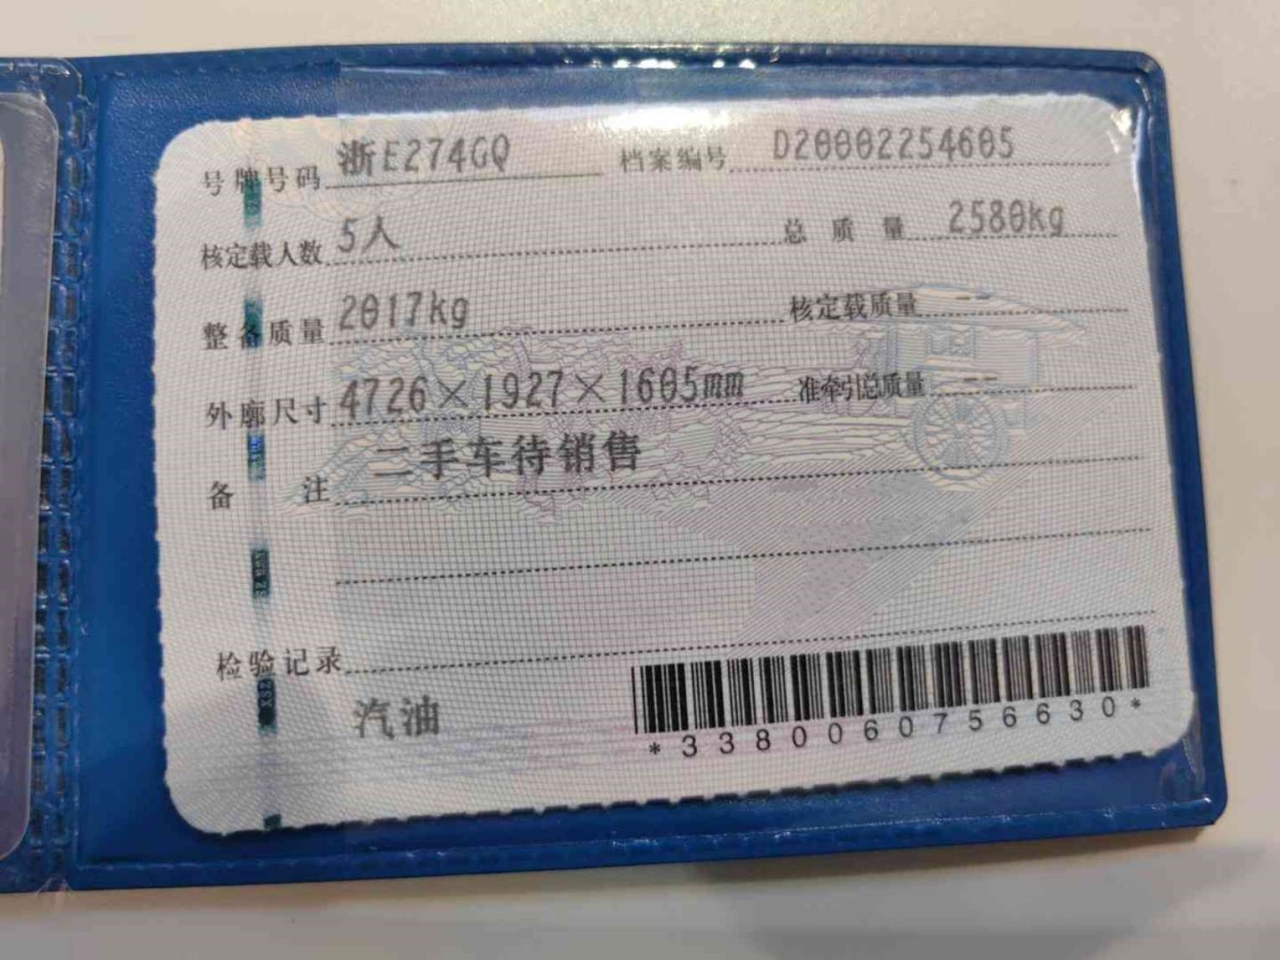 号牌号码 浙E274GQ 档案编号 D20002254605
核定载人数 5人 总质量 2580kg
整备质量 2017kg 核定载质量 --
外廓尺寸 4726×1927×1605mm 准牵引总质量 --
备注 二手车待销售
检验记录
汽油
*3380060756630*